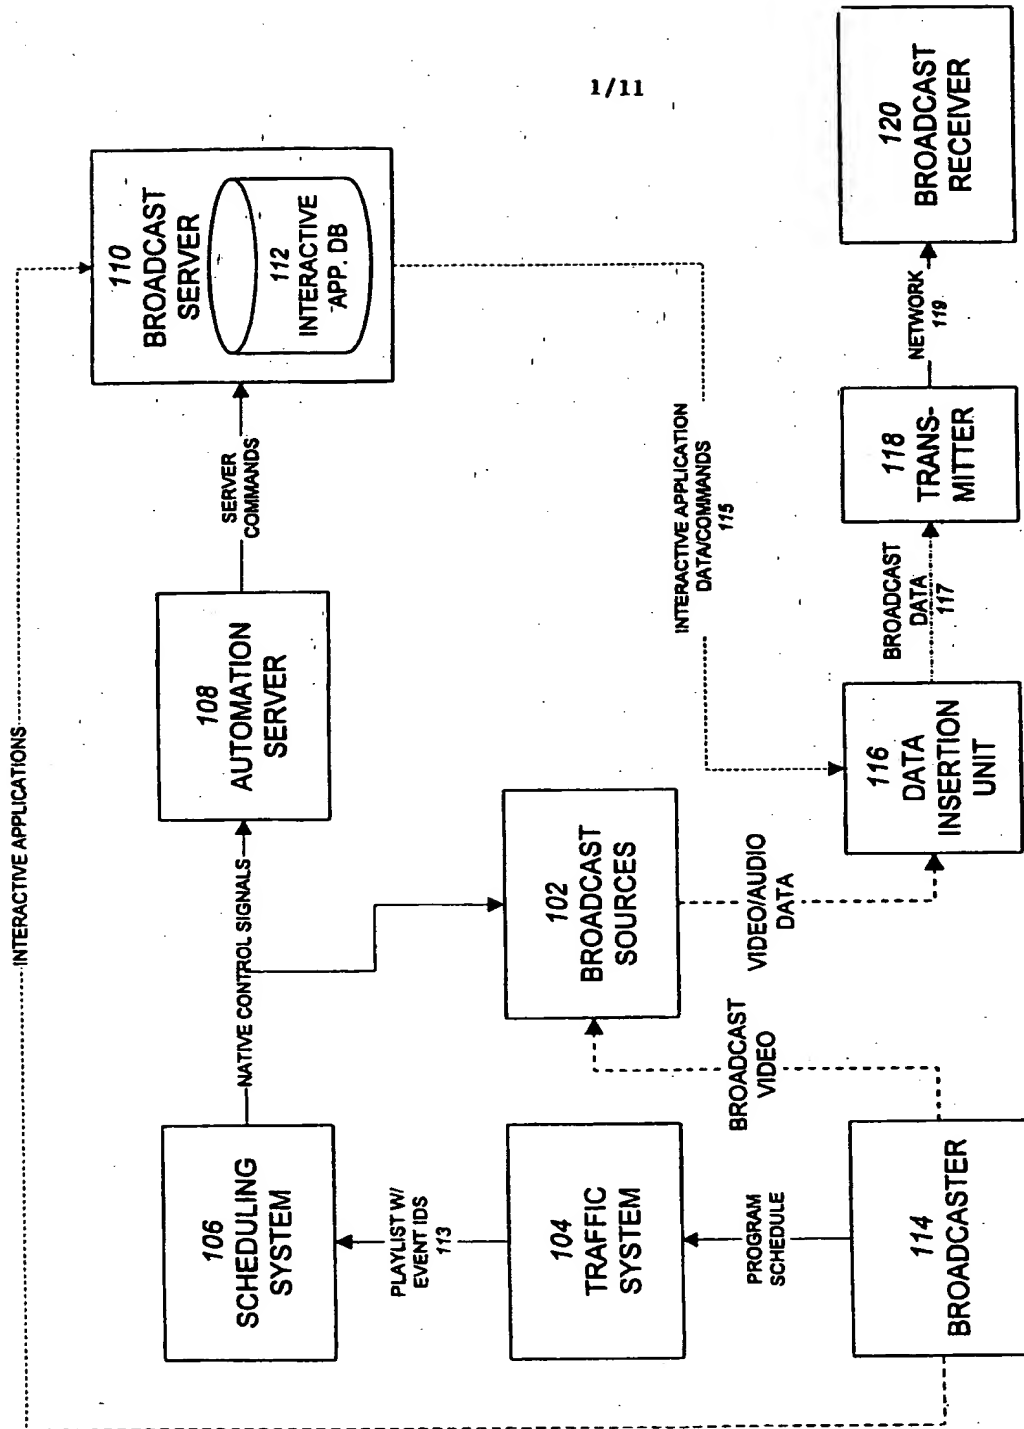 1/11
INTERACTIVE APPLICATIONS
106
SCHEDULING
SYSTEM
NATIVE CONTROL SIGNALS
108
AUTOMATION
SERVER
SERVER
COMMANDS
110
BROADCAST
SERVER
112
INTERACTIVE
APP. DB
PLAYLIST W/
EVENT IDS
113
104
TRAFFIC
SYSTEM
102
BROADCAST
SOURCES
INTERACTIVE APPLICATION
DATA/COMMANDS
115
PROGRAM
SCHEDULE
BROADCAST
VIDEO
VIDEO/AUDIO
DATA
114
BROADCASTER
116
DATA
INSERTION
UNIT
BROADCAST
DATA
117
118
TRANS-
MITTER
NETWORK
119
120
BROADCAST
RECEIVER